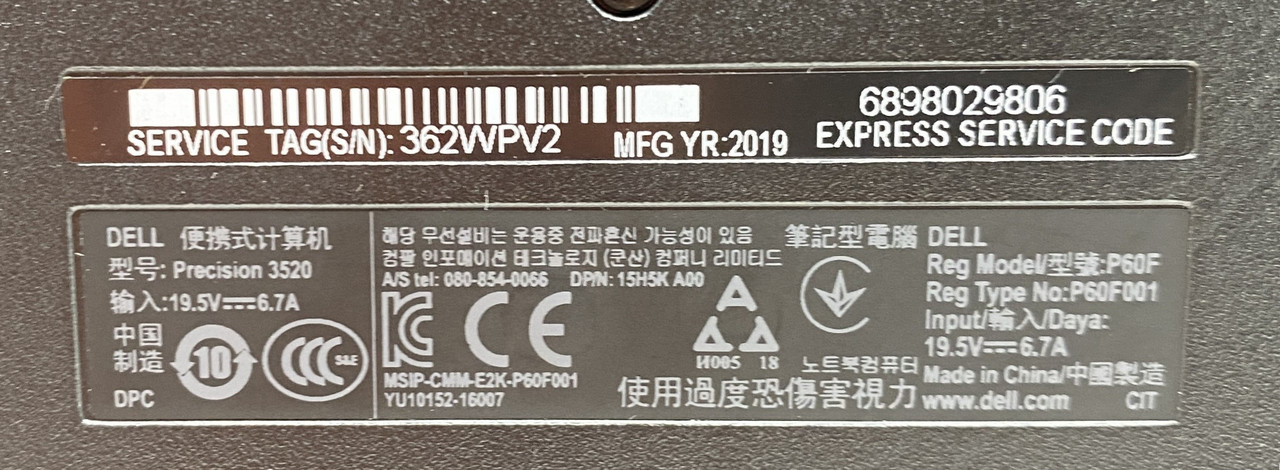 SERVICE TAG(S/N): 362WPV2
MFG YR:2019
6898029806
EXPRESS SERVICE CODE
DELL 便携式计算机
型号: Precision 3520
输入:19.5V⎓6.7A
中国
制造
10
CCC S&E
DPC
해당 무선설비는 운용중 전파혼신 가능성이 있음
컴팔 인포메이션 테크놀로지 (쿤산) 컴퍼니 리미티드
A/S tel: 080-854-0066 DP/N: 15H5K A00
KC CE
MSIP-CMM-E2K-P60F001
YU10152-16007
И005 18
筆記型電腦
노트북컴퓨터
使用過度恐傷害視力
DELL
Reg Model/型號:P60F
Reg Type No:P60F001
Input/輸入/Daya:
19.5V⎓6.7A
Made in China/中國製造
www.dell.com CIT